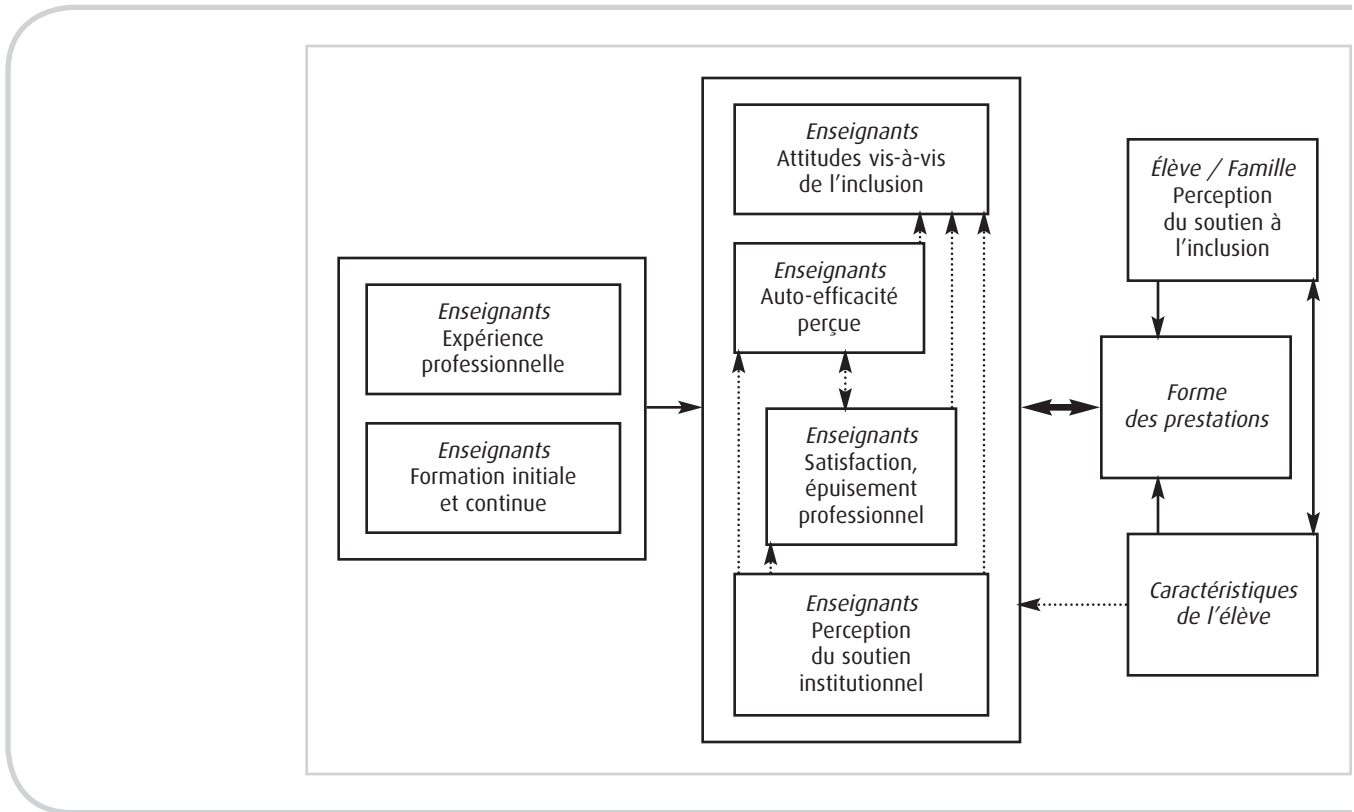 Enseignants
Expérience
professionnelle
Enseignants
Formation initiale
et continue
Enseignants
Attitudes vis-à-vis
de l'inclusion
Enseignants
Auto-efficacité
perçue
Enseignants
Satisfaction,
épuisement
professionnel
Enseignants
Perception
du soutien
institutionnel
Élève / Famille
Perception
du soutien à
l'inclusion
Forme
des prestations
Caractéristiques
de l'élève